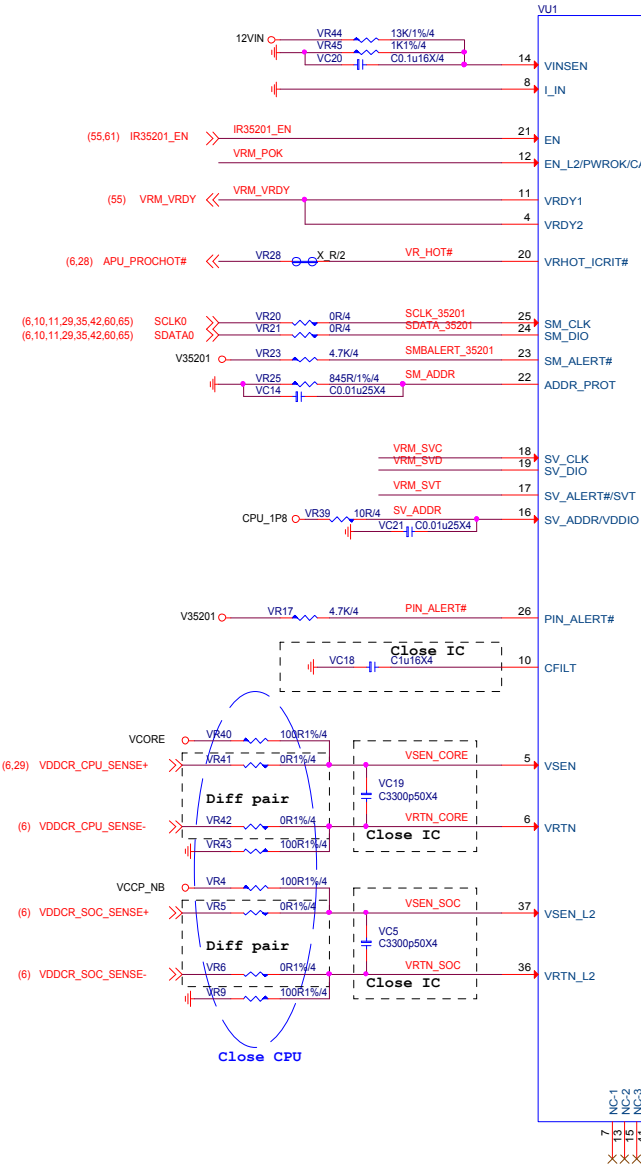 VU1
12VIN VR44 13K/1%/4
VR45 1K1%/4
VC20 C0.1u16X/4
14 VINSEN
8 I_IN
(55,61) IR35201_EN IR35201_EN 21 EN
VRM_POK 12 EN_L2/PWROK/CA
(55) VRM_VRDY VRM_VRDY 11 VRDY1
4 VRDY2
(6,28) APU_PROCHOT# VR28 X_R/2 VR_HOT# 20 VRHOT_ICRIT#
(6,10,11,29,35,42,60,65) SCLK0 VR20 0R/4 SCLK_35201 25 SM_CLK
(6,10,11,29,35,42,60,65) SDATA0 VR21 0R/4 SDATA_35201 24 SM_DIO
V35201 VR23 4.7K/4 SMBALERT_35201 23 SM_ALERT#
VR25 845R/1%/4 SM_ADDR 22 ADDR_PROT
VC14 C0.01u25X4
VRM_SVC 18 SV_CLK
VRM_SVD 19 SV_DIO
VRM_SVT 17 SV_ALERT#/SVT
CPU_1P8 VR39 10R/4 SV_ADDR 16 SV_ADDR/VDDIO
VC21 C0.01u25X4
V35201 VR17 4.7K/4 PIN_ALERT# 26 PIN_ALERT#
Close IC
VC18 C1u16X4 10 CFILT
VCORE VR40 100R1%/4
(6,29) VDDCR_CPU_SENSE+ VR41 0R1%/4 VSEN_CORE 5 VSEN
Diff pair VC19
C3300p50X4
(6) VDDCR_CPU_SENSE- VR42 0R1%/4 VRTN_CORE 6 VRTN
Close IC
VR43 100R1%/4
VCCP_NB VR4 100R1%/4
(6) VDDCR_SOC_SENSE+ VR5 0R1%/4 VSEN_SOC 37 VSEN_L2
Diff pair VC5
C3300p50X4
(6) VDDCR_SOC_SENSE- VR6 0R1%/4 VRTN_SOC 36 VRTN_L2
Close IC
VR9 100R1%/4
Close CPU
NC-1
NC-2
NC-3
7
13
15